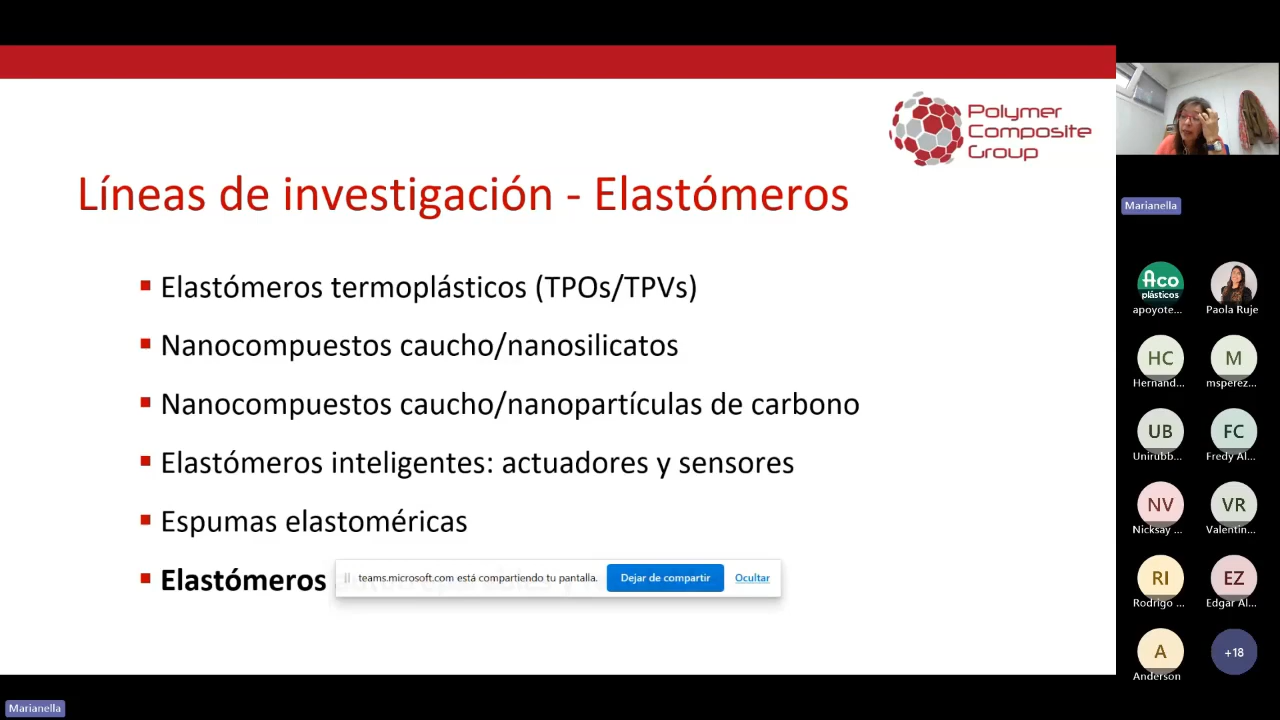 Polymer
Composite
Group
Líneas de investigación - Elastómeros
Elastómeros termoplásticos (TPOs/TPVs)
Nanocompuestos caucho/nanosilicatos
Nanocompuestos caucho/nanopartículas de carbono
Elastómeros inteligentes: actuadores y sensores
Espumas elastoméricas
Elastómeros
teams.microsoft.com está compartiendo tu pantalla. Dejar de compartir Ocultar
Marianella
Aco
plásticos
apoyote... Paola Ruje
HC M
Hernand... msperez...
UB FC
Unirubb... Fredy Al...
NV VR
Nicksay ... Valentin...
RI EZ
Rodrigo ... Edgar Al...
A +18
Anderson
Marianella